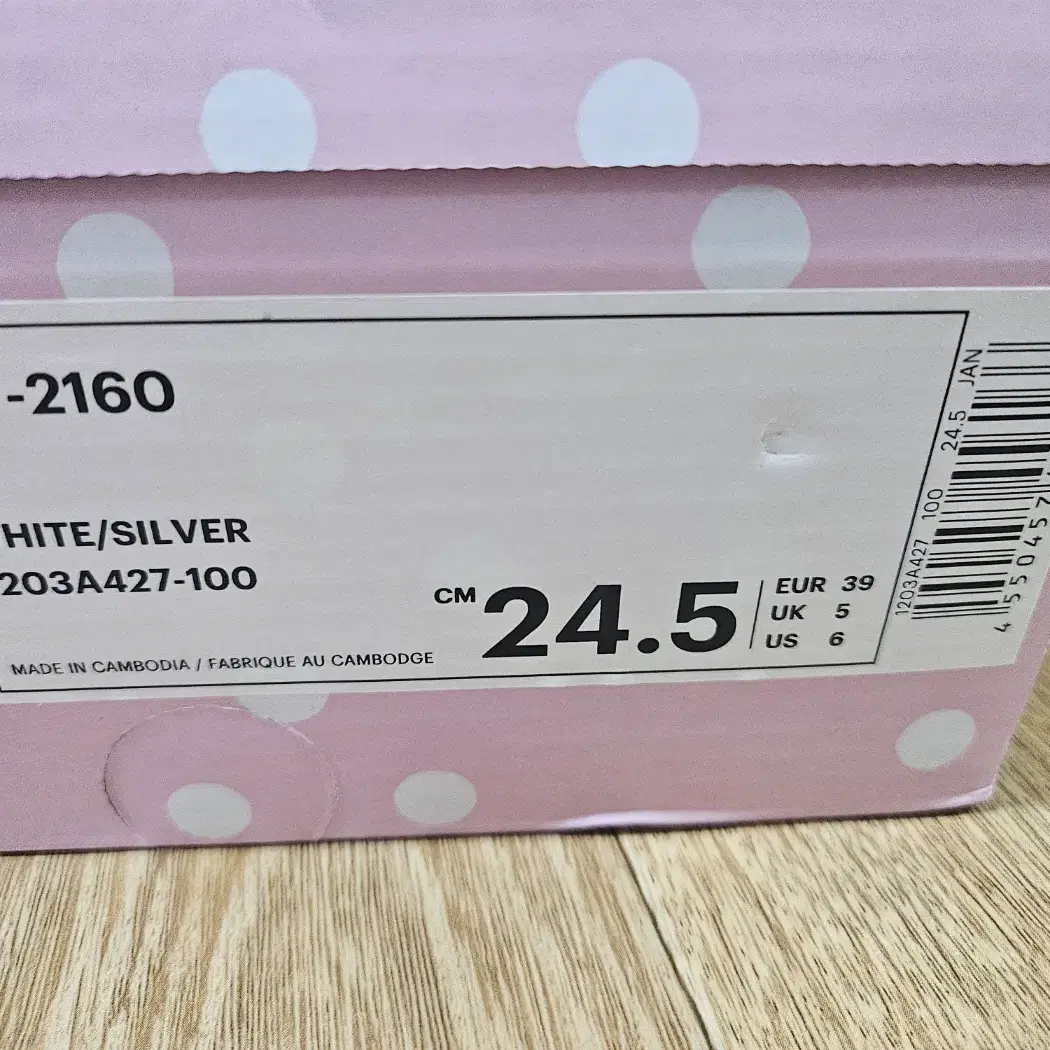 -2160
HITE/SILVER
203A427-100
MADE IN CAMBODIA / FABRIQUE AU CAMBODGE
CM 24.5
EUR 39
UK 5
US 6
1203A427 100 24.5 JAN
4 550457